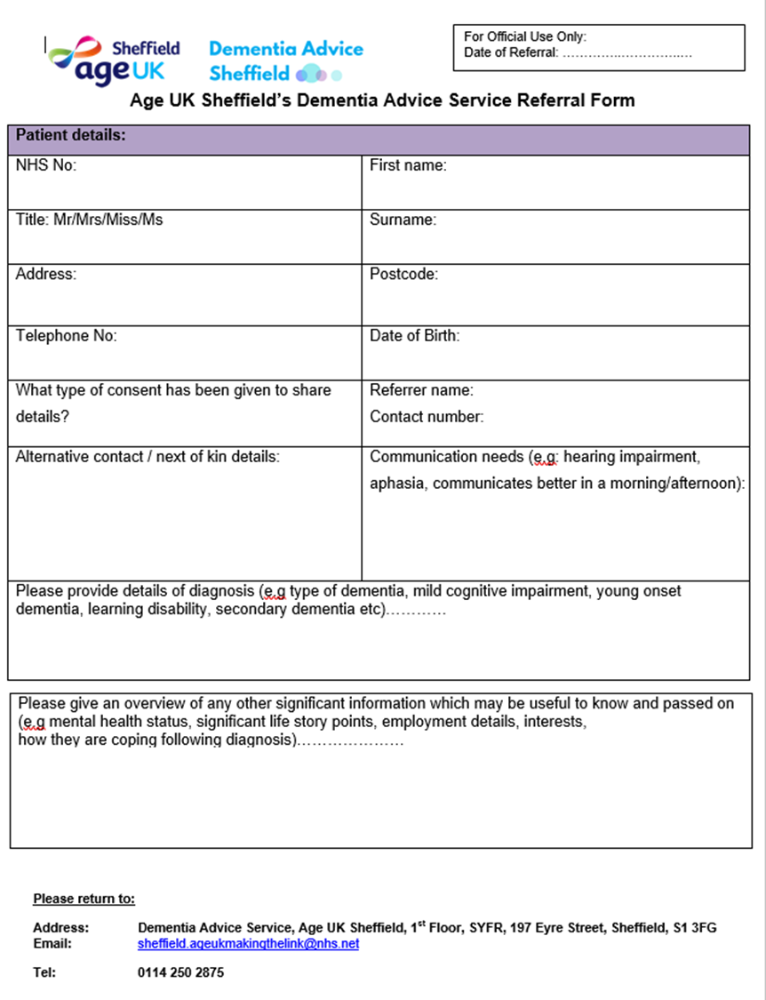 Sheffield
age UK
Dementia Advice
Sheffield
For Official Use Only:
Date of Referral: ………….…………..…
Age UK Sheffield’s Dementia Advice Service Referral Form
Patient details:
NHS No:
First name:
Title: Mr/Mrs/Miss/Ms
Surname:
Address:
Postcode:
Telephone No:
Date of Birth:
What type of consent has been given to share
details?
Referrer name:
Contact number:
Alternative contact / next of kin details:
Communication needs (e.g: hearing impairment,
aphasia, communicates better in a morning/afternoon):
Please provide details of diagnosis (e.g type of dementia, mild cognitive impairment, young onset
dementia, learning disability, secondary dementia etc)…………
Please give an overview of any other significant information which may be useful to know and passed on
(e.g mental health status, significant life story points, employment details, interests,
how they are coping following diagnosis)…………………
Please return to:
Address: Dementia Advice Service, Age UK Sheffield, 1st Floor, SYFR, 197 Eyre Street, Sheffield, S1 3FG
Email: sheffield.ageukmakingthelink@nhs.net
Tel: 0114 250 2875